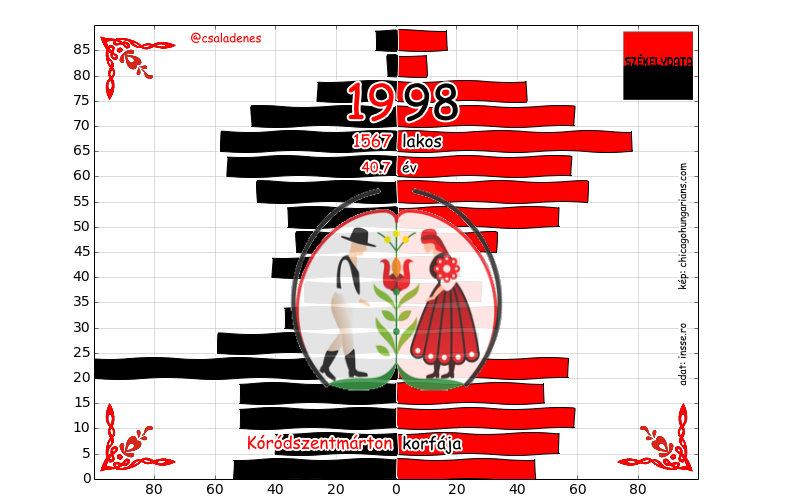 @csaladenes
SZÉKELYDATA
1998
1567 lakos
40.7 év
kép: chicagohungarians.com
adat: insse.ro
Kóródszentmárton korfája
85
80
75
70
65
60
55
50
45
40
35
30
25
20
15
10
5
0
80 60 40 20 0 20 40 60 80